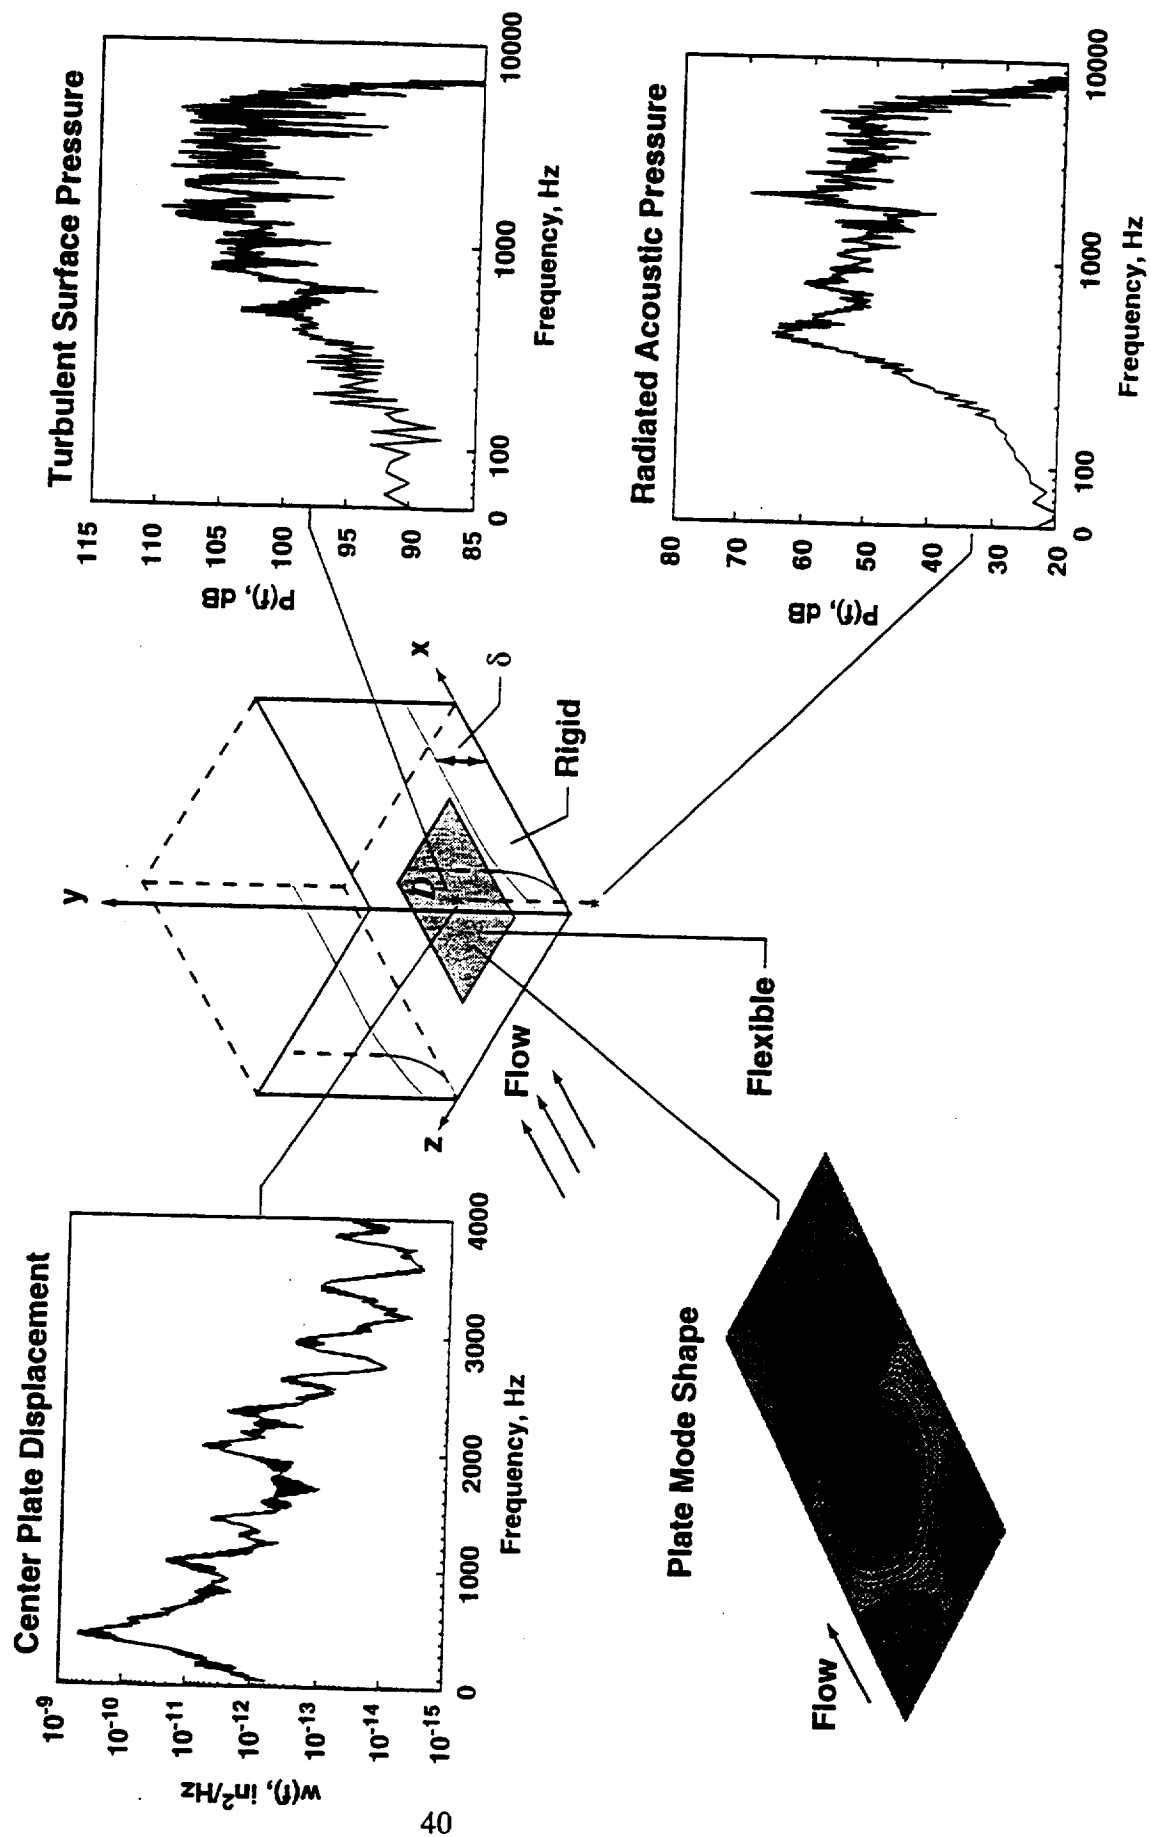 Center Plate Displacement
10-9
10-10
10-11
10-12
10-13
10-14
10-15
w(f), in2/Hz
0
1000
2000
3000
4000
Frequency, Hz
Turbulent Surface Pressure
115
110
105
100
95
90
85
P(f), dB
0
100
1000
10000
Frequency, Hz
y
x
z
δ
D
Rigid
Flow
Flexible
Plate Mode Shape
Flow
Radiated Acoustic Pressure
80
70
60
50
40
30
20
P(f), dB
0
100
1000
10000
Frequency, Hz
40